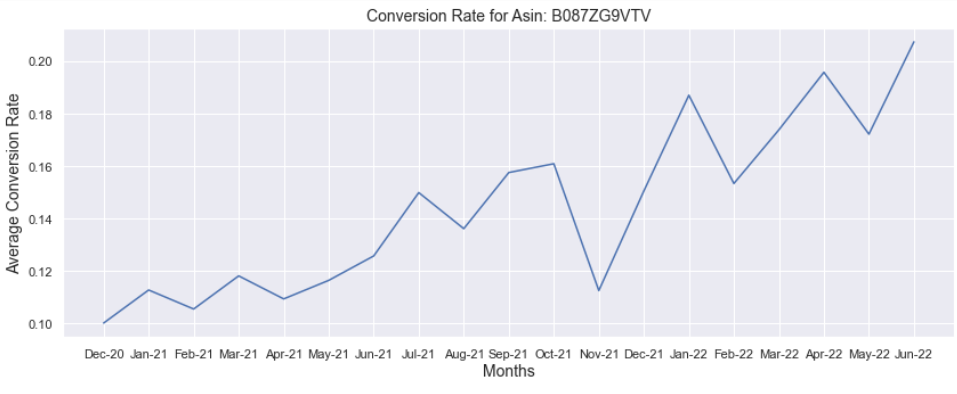 Conversion Rate for Asin: B087ZG9VTV
Average Conversion Rate
0.20
0.18
0.16
0.14
0.12
0.10
Dec-20 Jan-21 Feb-21 Mar-21 Apr-21 May-21 Jun-21 Jul-21 Aug-21 Sep-21 Oct-21 Nov-21 Dec-21 Jan-22 Feb-22 Mar-22 Apr-22 May-22 Jun-22
Months